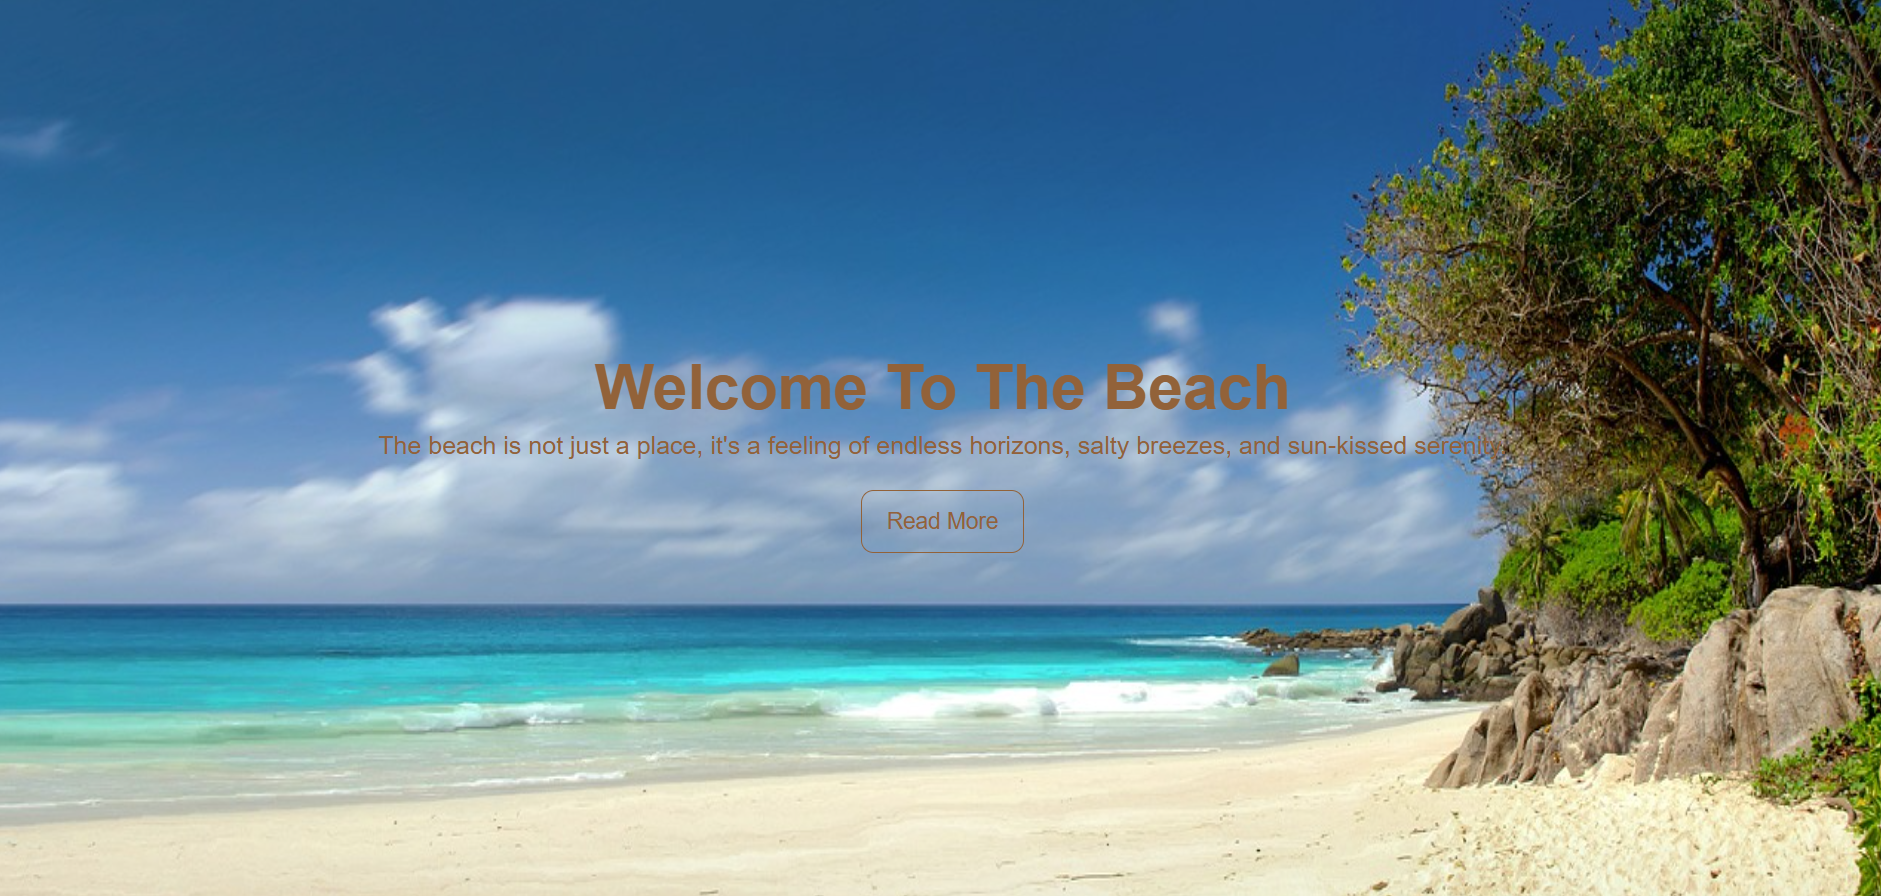 Welcome To The Beach
The beach is not just a place, it's a feeling of endless horizons, salty breezes, and sun-kissed serenity.
Read More